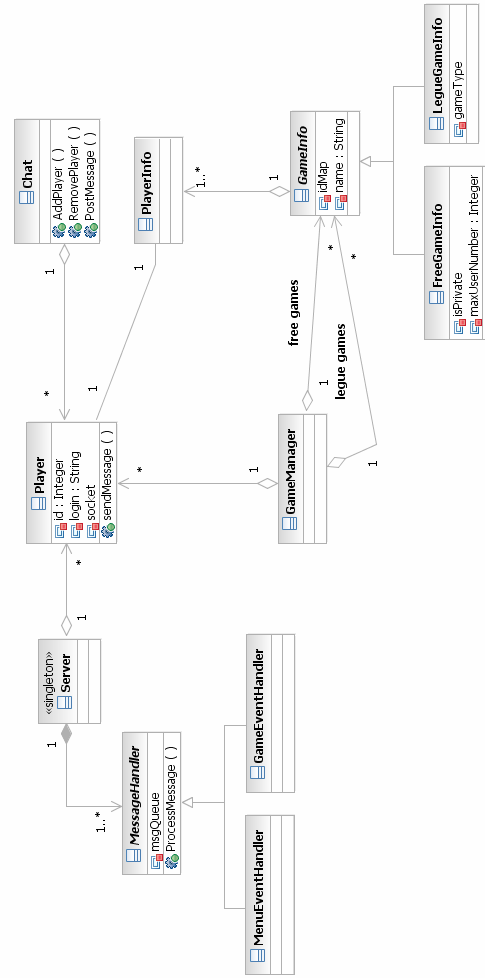 «singleton»
Server
1
*
1
1..*
Player
id : Integer
login : String
socket
sendMessage ( )
*
1
Chat
AddPlayer ( )
RemovePlayer ( )
PostMessage ( )
MessageHandler
msgQueue
ProcessMessage ( )
1
1
PlayerInfo
*
1
1..*
1
MenuEventHandler
GameEventHandler
GameManager
free games
1
legue games
1
*
*
GameInfo
idMap
name : String
FreeGameInfo
isPrivate
maxUserNumber : Integer
LegueGameInfo
gameType